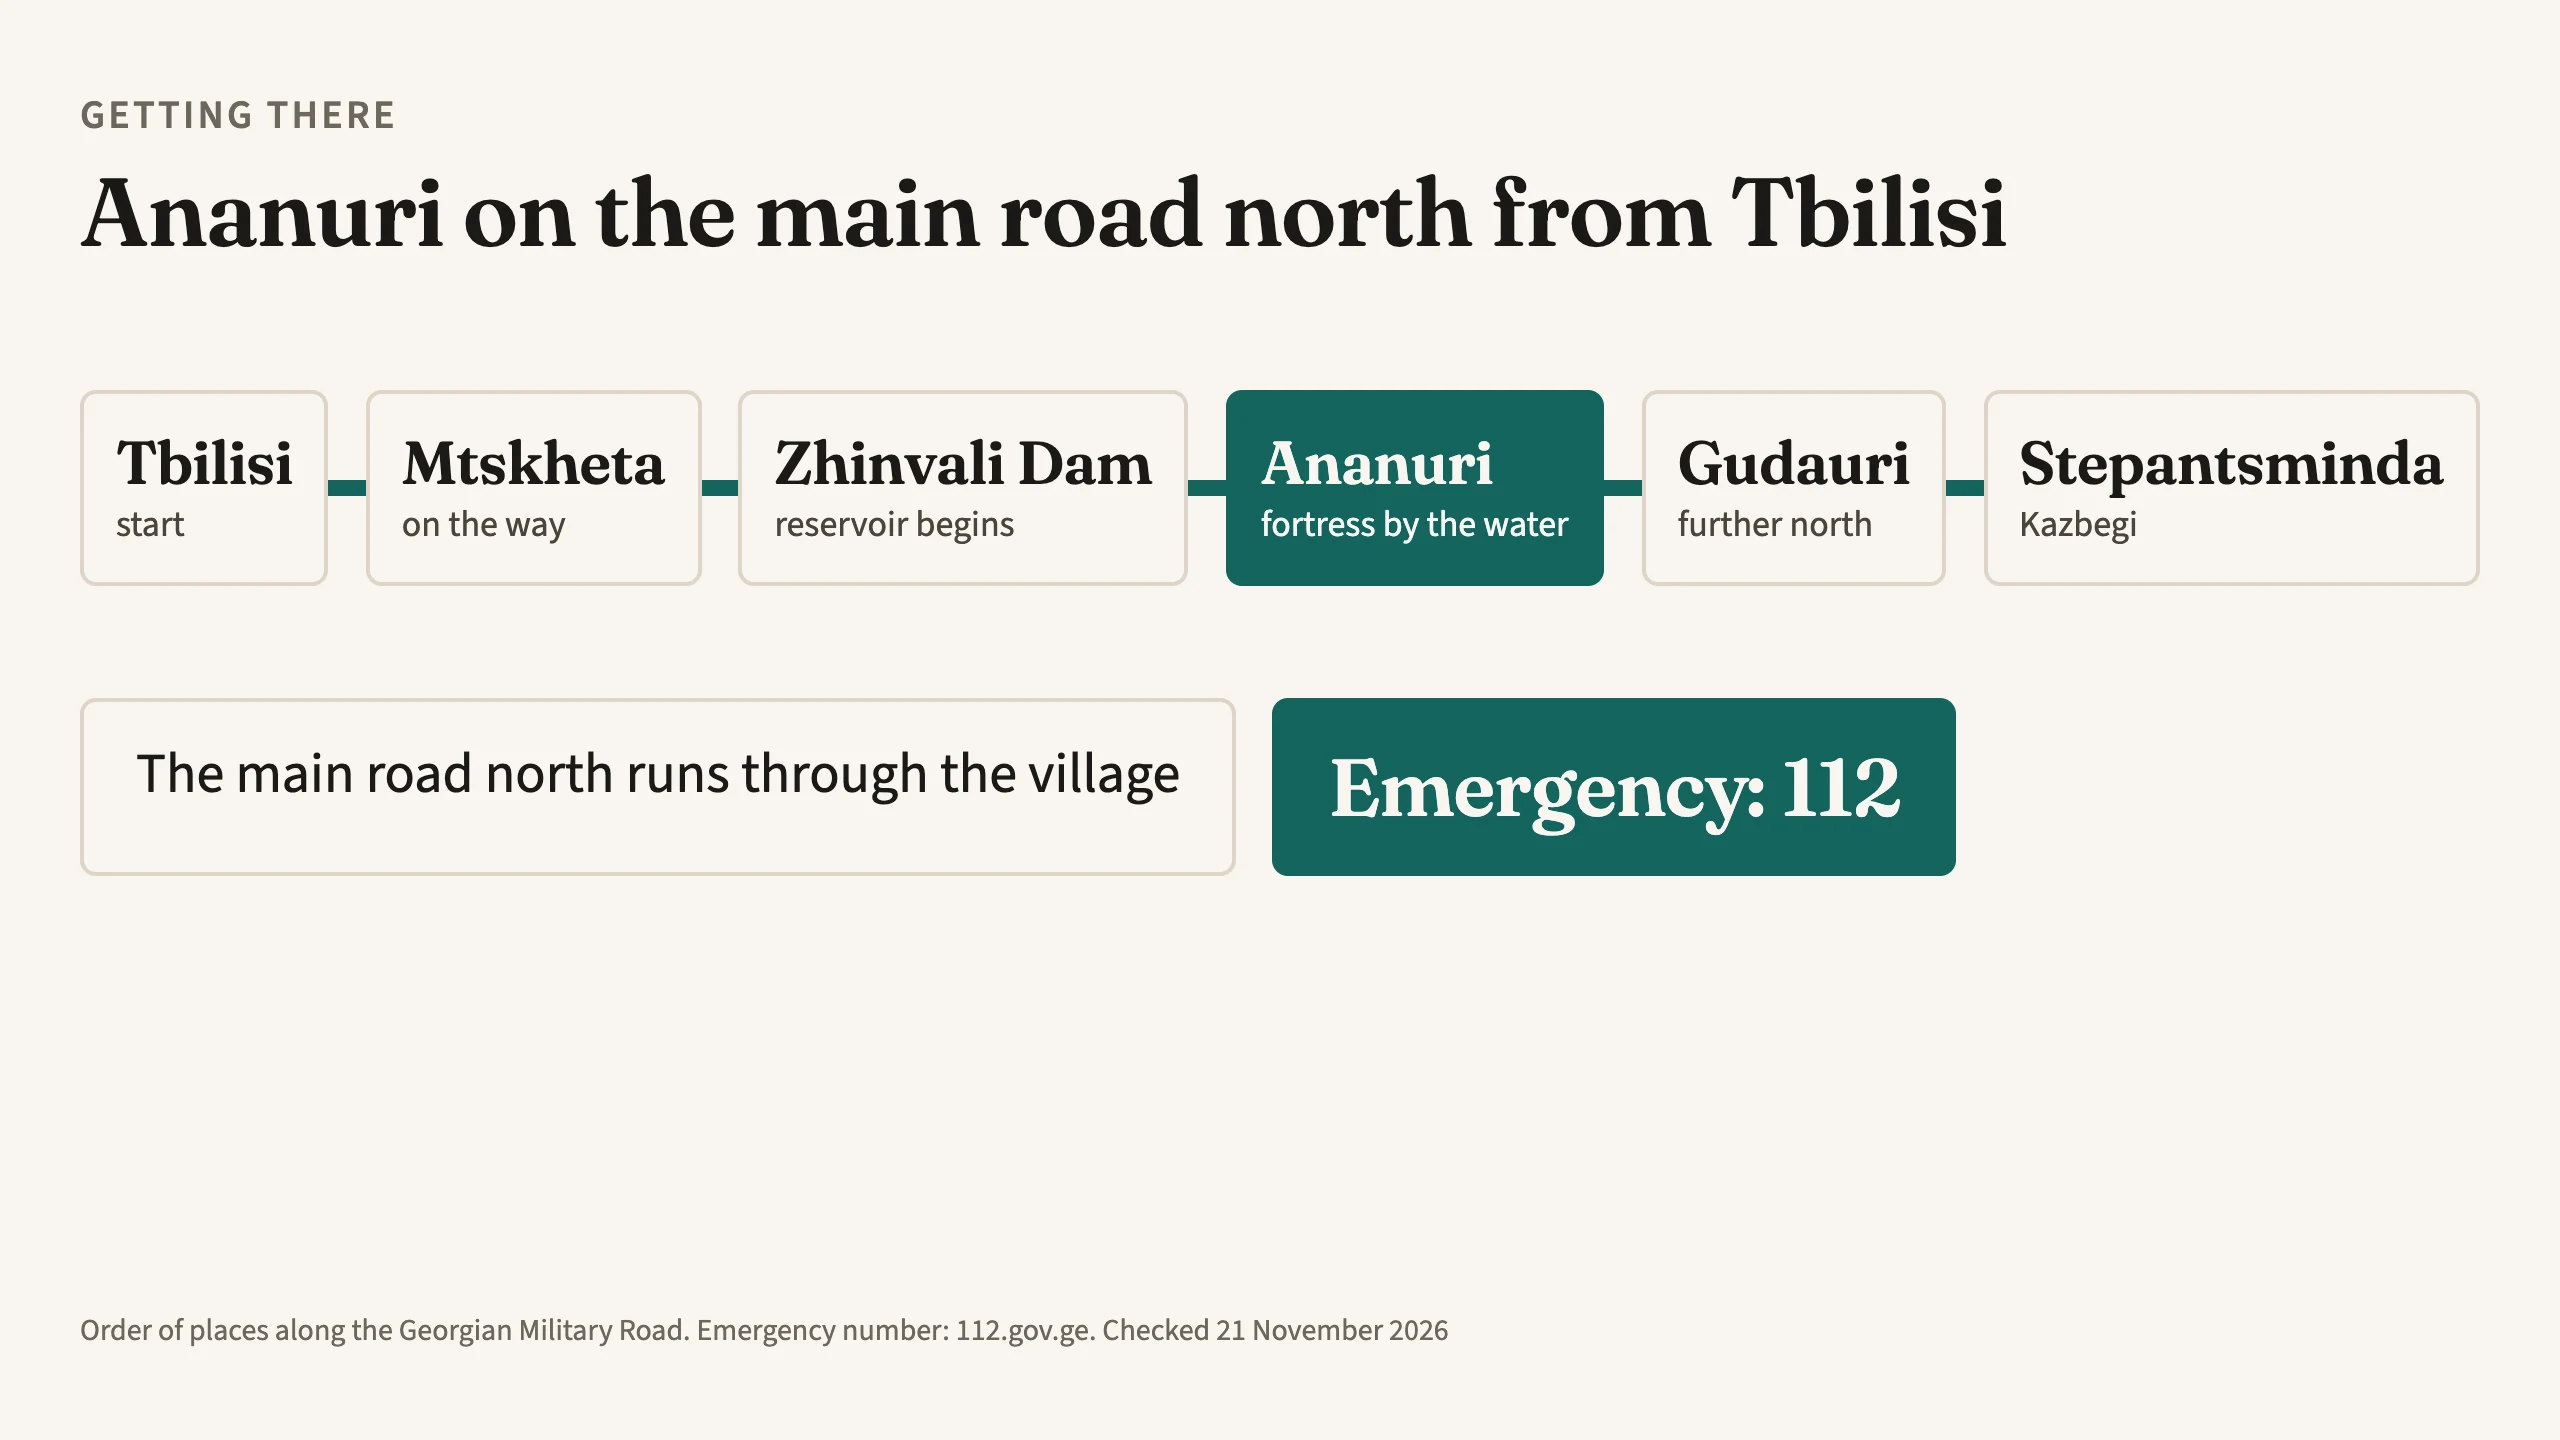 GETTING THERE
Ananuri on the main road north from Tbilisi
Tbilisi
start
Mtskheta
on the way
Zhinvali Dam
reservoir begins
Ananuri
fortress by the water
Gudauri
further north
Stepantsminda
Kazbegi
The main road north runs through the village
Emergency: 112
Order of places along the Georgian Military Road. Emergency number: 112.gov.ge. Checked 21 November 2026